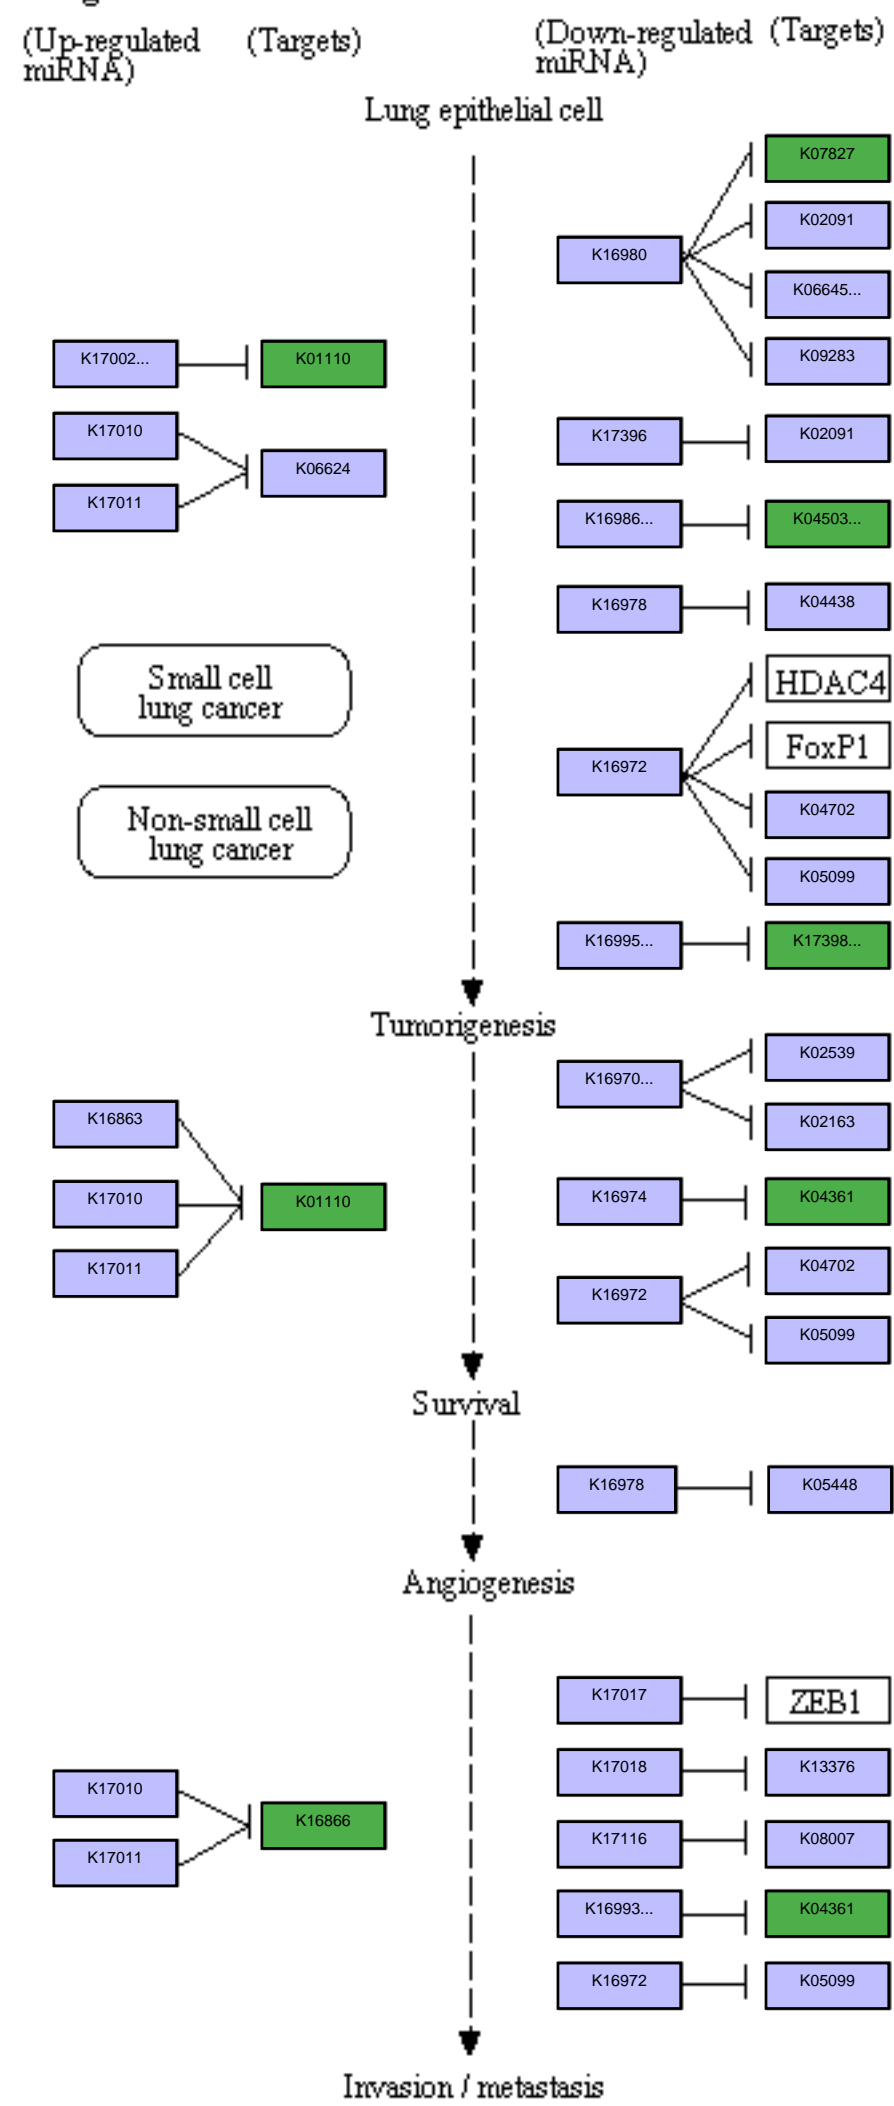 (Up-regulated miRNA)
(Targets)
(Down-regulated miRNA)
(Targets)
Lung epithelial cell
K07827
K02091
K16980
K06645...
K09283
K17002...
K01110
K17010
K06624
K17011
K17396
K02091
K16986...
K04503...
K16978
K04438
Small cell
lung cancer
HDAC4
FoxP1
K16972
K04702
K05099
Non-small cell
lung cancer
K16995...
K17398...
Tumorigenesis
K02539
K16970...
K02163
K16863
K17010
K01110
K17011
K16974
K04361
K04702
K16972
K05099
Survival
K16978
K05448
Angiogenesis
K17017
ZEB1
K17018
K13376
K17010
K16866
K17011
K17116
K08007
K16993...
K04361
K16972
K05099
Invasion / metastasis